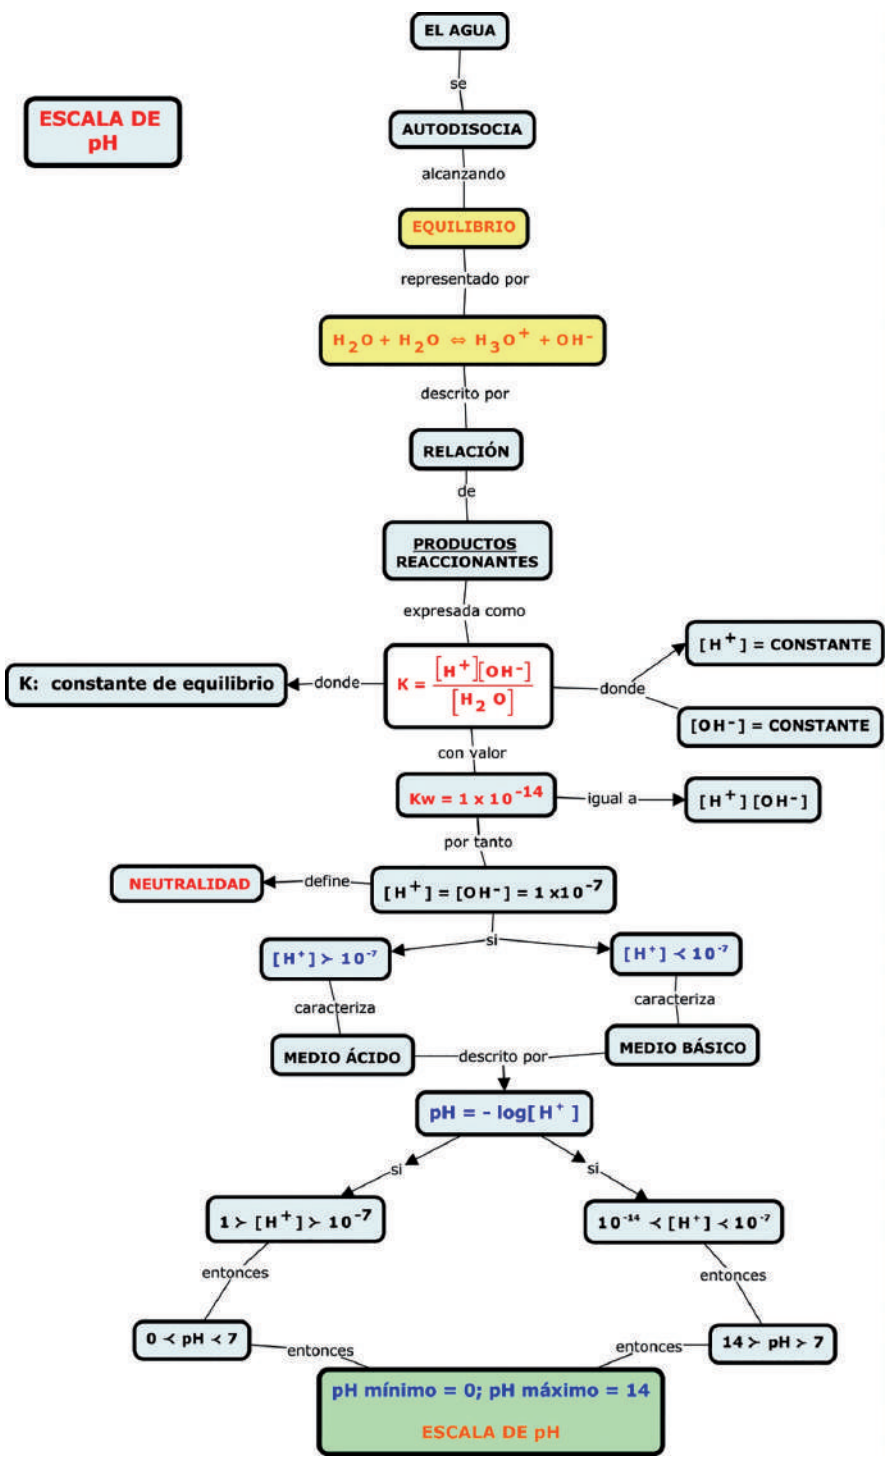 EL AGUA
se
ESCALA DE
pH
AUTODISOCIA
alcanzando
EQUILIBRIO
representado por
H₂O + H₂O ⇔ H₃O⁺ + OH⁻
descrito por
RELACIÓN
de
PRODUCTOS
REACCIONANTES
expresada como
[H⁺] = CONSTANTE
K: constante de equilibrio
donde
K = [H⁺][OH⁻] / [H₂O]
donde
[OH⁻] = CONSTANTE
con valor
Kw = 1 x 10⁻¹⁴
igual a
[H⁺][OH⁻]
por tanto
NEUTRALIDAD
define
[H⁺] = [OH⁻] = 1 x10⁻⁷
si
[H⁺] ≻ 10⁻⁷
[H⁺] ≺ 10⁻⁷
caracteriza
caracteriza
MEDIO ÁCIDO
descrito por
MEDIO BÁSICO
pH = - log[H⁺]
si
si
1 ≻ [H⁺] ≻ 10⁻⁷
10⁻¹⁴ ≺ [H⁺] ≺ 10⁻⁷
entonces
entonces
0 ≺ pH ≺ 7
14 ≻ pH ≻ 7
entonces
entonces
pH mínimo = 0; pH máximo = 14
ESCALA DE pH